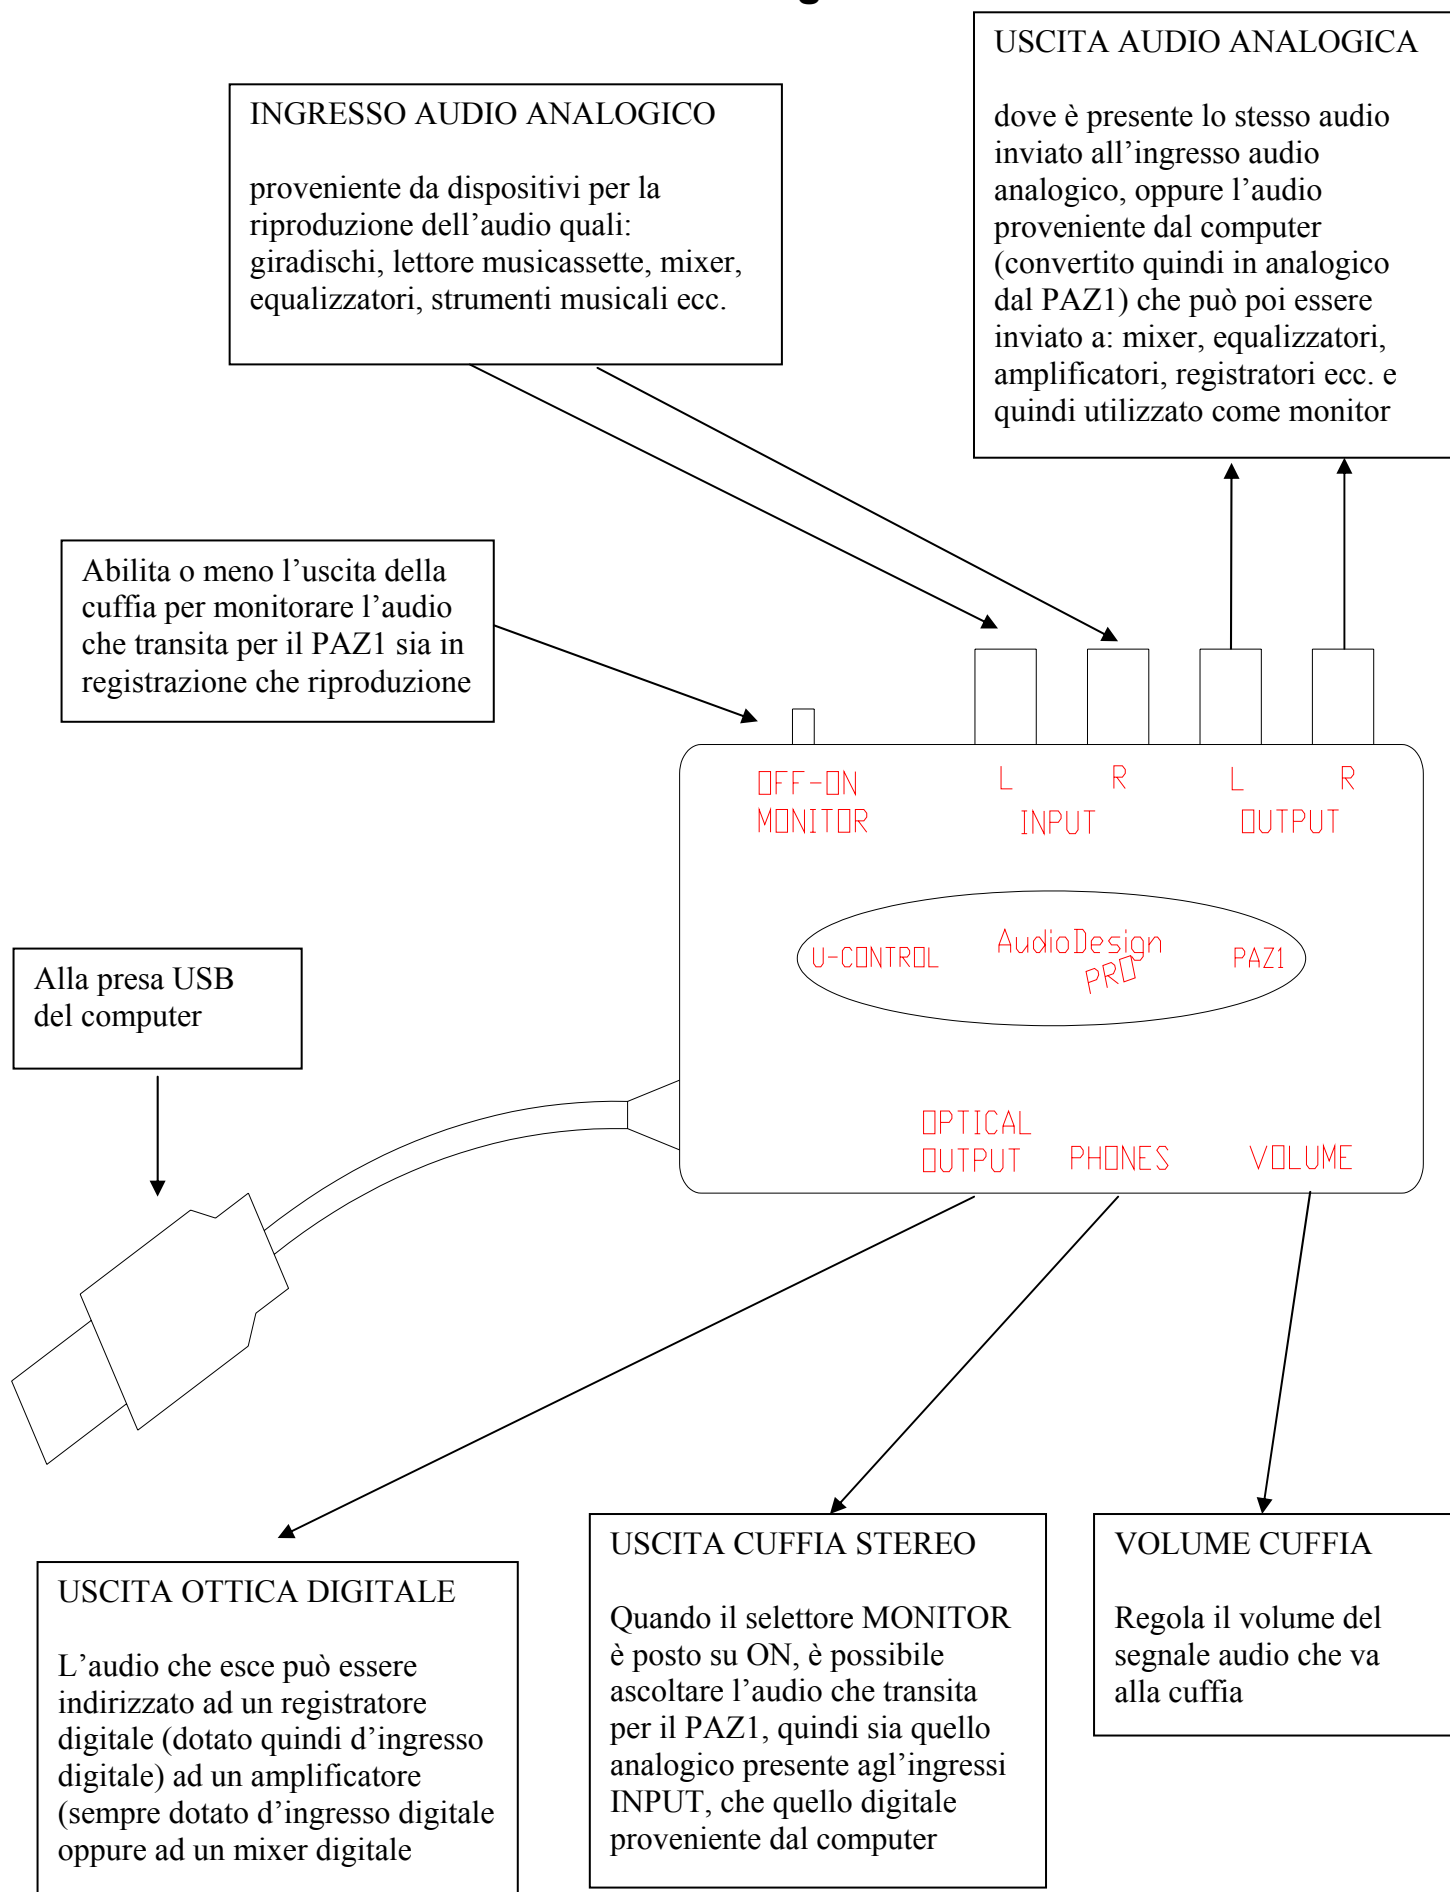 USCITA AUDIO ANALOGICA
dove è presente lo stesso audio
inviato all’ingresso audio
analogico, oppure l’audio
proveniente dal computer
(convertito quindi in analogico
dal PAZ1) che può poi essere
inviato a: mixer, equalizzatori,
amplificatori, registratori ecc. e
quindi utilizzato come monitor
INGRESSO AUDIO ANALOGICO
proveniente da dispositivi per la
riproduzione dell’audio quali:
giradischi, lettore musicassette, mixer,
equalizzatori, strumenti musicali ecc.
Abilita o meno l’uscita della
cuffia per monitorare l’audio
che transita per il PAZ1 sia in
registrazione che riproduzione
OFF-ON
MONITOR
L R
INPUT
L R
OUTPUT
U-CONTROL
AudioDesign
PRO
PAZ1
Alla presa USB
del computer
OPTICAL
OUTPUT
PHONES
VOLUME
USCITA OTTICA DIGITALE
L’audio che esce può essere
indirizzato ad un registratore
digitale (dotato quindi d’ingresso
digitale) ad un amplificatore
(sempre dotato d’ingresso digitale
oppure ad un mixer digitale
USCITA CUFFIA STEREO
Quando il selettore MONITOR
è posto su ON, è possibile
ascoltare l’audio che transita
per il PAZ1, quindi sia quello
analogico presente agl’ingressi
INPUT, che quello digitale
proveniente dal computer
VOLUME CUFFIA
Regola il volume del
segnale audio che va
alla cuffia